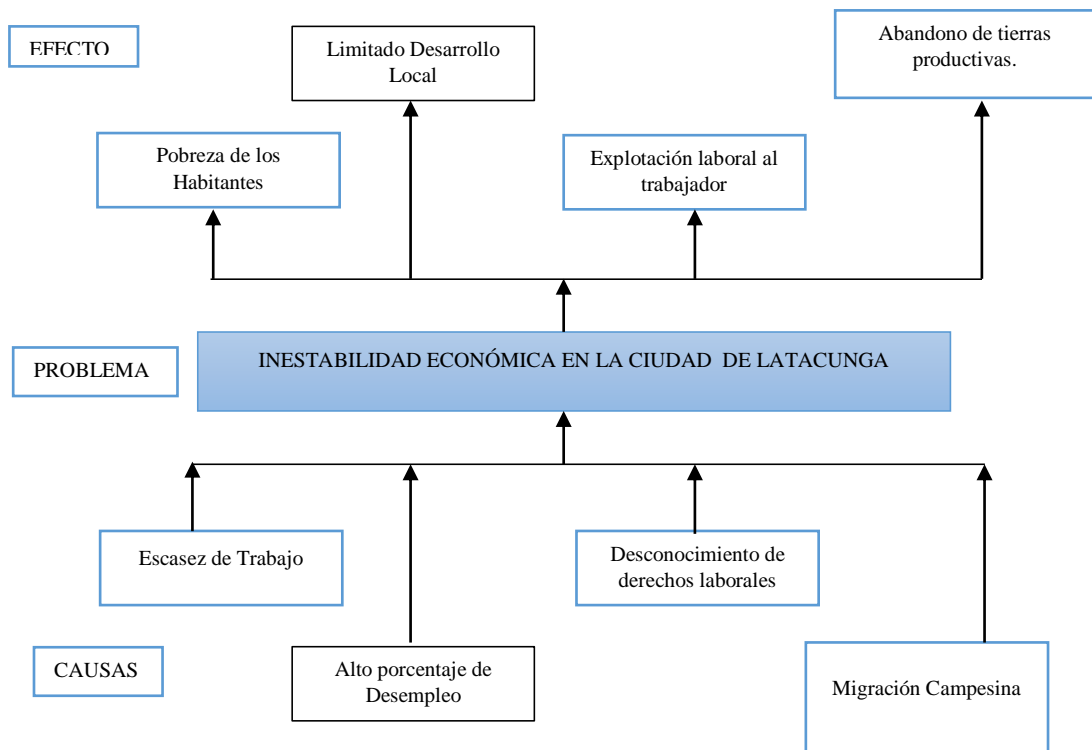 EFECTO
Limitado Desarrollo
Local
Abandono de tierras
productivas.
Pobreza de los
Habitantes
Explotación laboral al
trabajador
PROBLEMA
INESTABILIDAD ECONÓMICA EN LA CIUDAD DE LATACUNGA
Escasez de Trabajo
Desconocimiento de
derechos laborales
CAUSAS
Alto porcentaje de
Desempleo
Migración Campesina